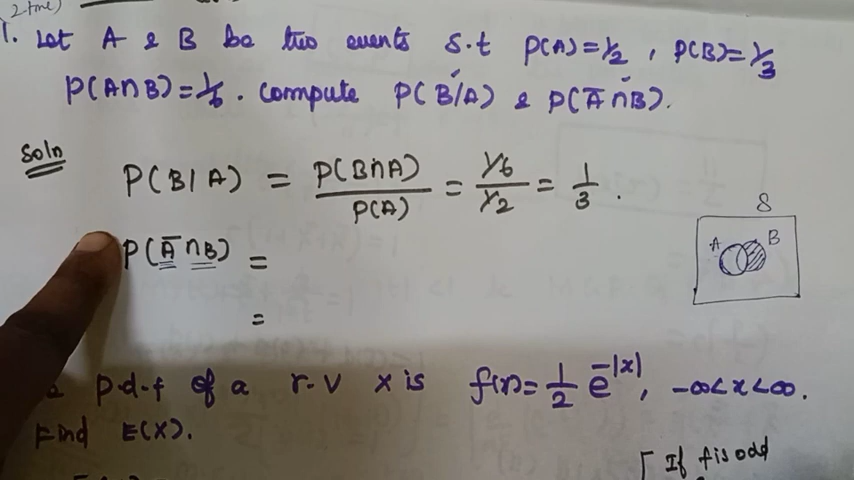 2-time)
1. Let A & B be two events S.t P(A)=1/2, P(B)=1/3
P(A∩B)=1/6. Compute P(B/A) & P(A̅∩B).
Soln
P(B|A) = P(B∩A)/P(A) = 1/6/1/2 = 1/3.
P(A̅∩B) =
=
S
A B
p.d.f of a r.v X is f(x)=1/2 e^-|x|, -∞<x<∞.
Find E(X).
[If f is odd